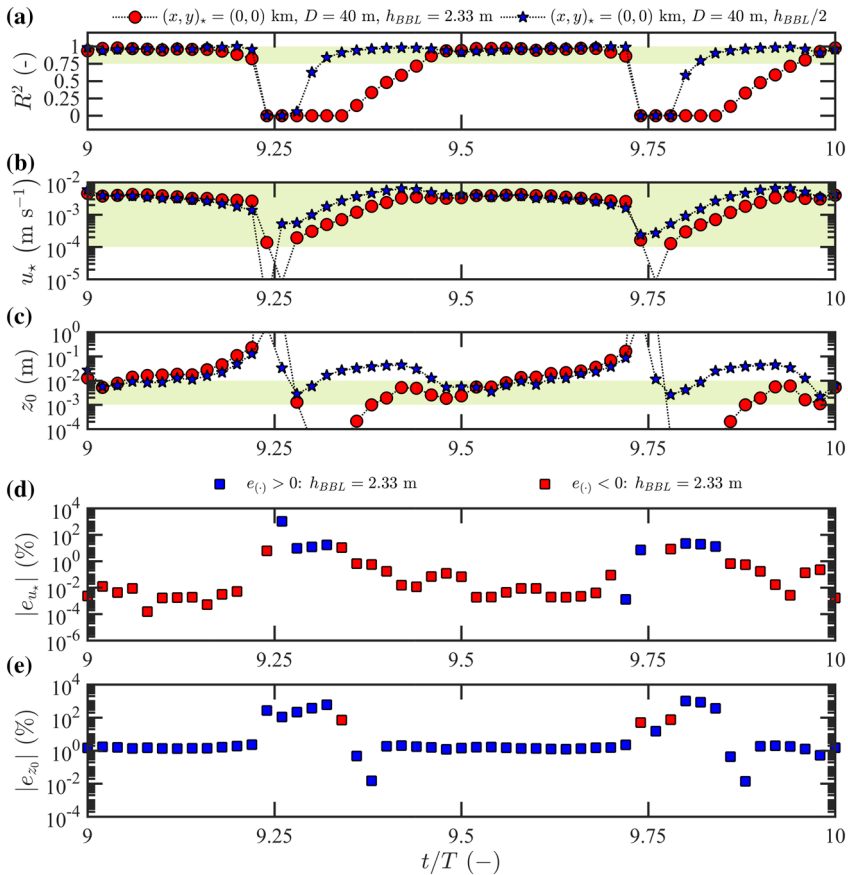 (a) (x, y)⋆ = (0, 0) km, D = 40 m, h_BBL = 2.33 m (x, y)⋆ = (0, 0) km, D = 40 m, h_BBL/2
R² (-)
1
0.75
0.5
0.25
0
9 9.25 9.5 9.75 10
(b)
u⋆ (m s⁻¹)
10⁻²
10⁻³
10⁻⁴
10⁻⁵
9 9.25 9.5 9.75 10
(c)
z₀ (m)
10⁰
10⁻¹
10⁻²
10⁻³
10⁻⁴
9 9.25 9.5 9.75 10
(d) e₍.₎ > 0: h_BBL = 2.33 m e₍.₎ < 0: h_BBL = 2.33 m
|e_u⋆| (%)
10⁴
10²
10⁰
10⁻²
10⁻⁴
10⁻⁶
9 9.25 9.5 9.75 10
(e)
|e_z₀| (%)
10⁴
10²
10⁰
10⁻²
10⁻⁴
9 9.25 9.5 9.75 10
t/T (−)